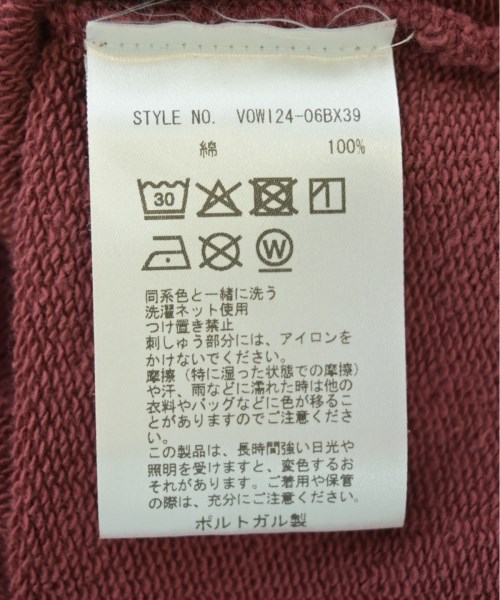 STYLE NO. VOWI24-06BX39
綿 100%
30
W
同系色と一緒に洗う
洗濯ネット使用
つけ置き禁止
刺しゅう部分には、アイロンを
かけないでください。
摩擦（特に湿った状態での摩擦）
や汗、雨などに濡れた時は他の
衣料やバッグなどに色が移るこ
とがありますのでご注意くださ
い。
この製品は、長時間強い日光や
照明を受けますと、変色するお
それがあります。ご着用や保管
の際は、充分にご注意ください。
ポルトガル製